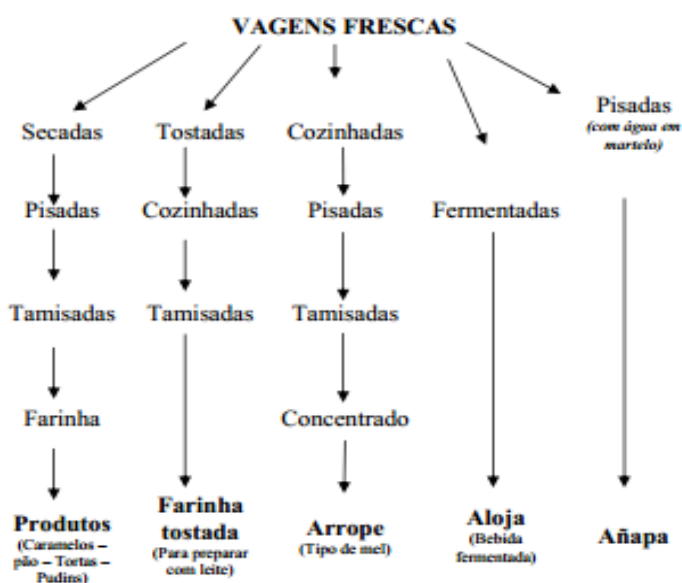 VAGENS FRESCAS
Secadas
Tostadas
Cozinhadas
Pisadas
(com água em
martelo)
Pisadas
Cozinhadas
Pisadas
Fermentadas
Tamisadas
Tamisadas
Tamisadas
Farinha
Concentrado
Produtos
(Caramelos –
pão – Tortas –
Pudins)
Farinha
tostada
(Para preparar
com leite)
Arrope
(Tipo de mel)
Aloja
(Bebida
fermentada)
Añapa